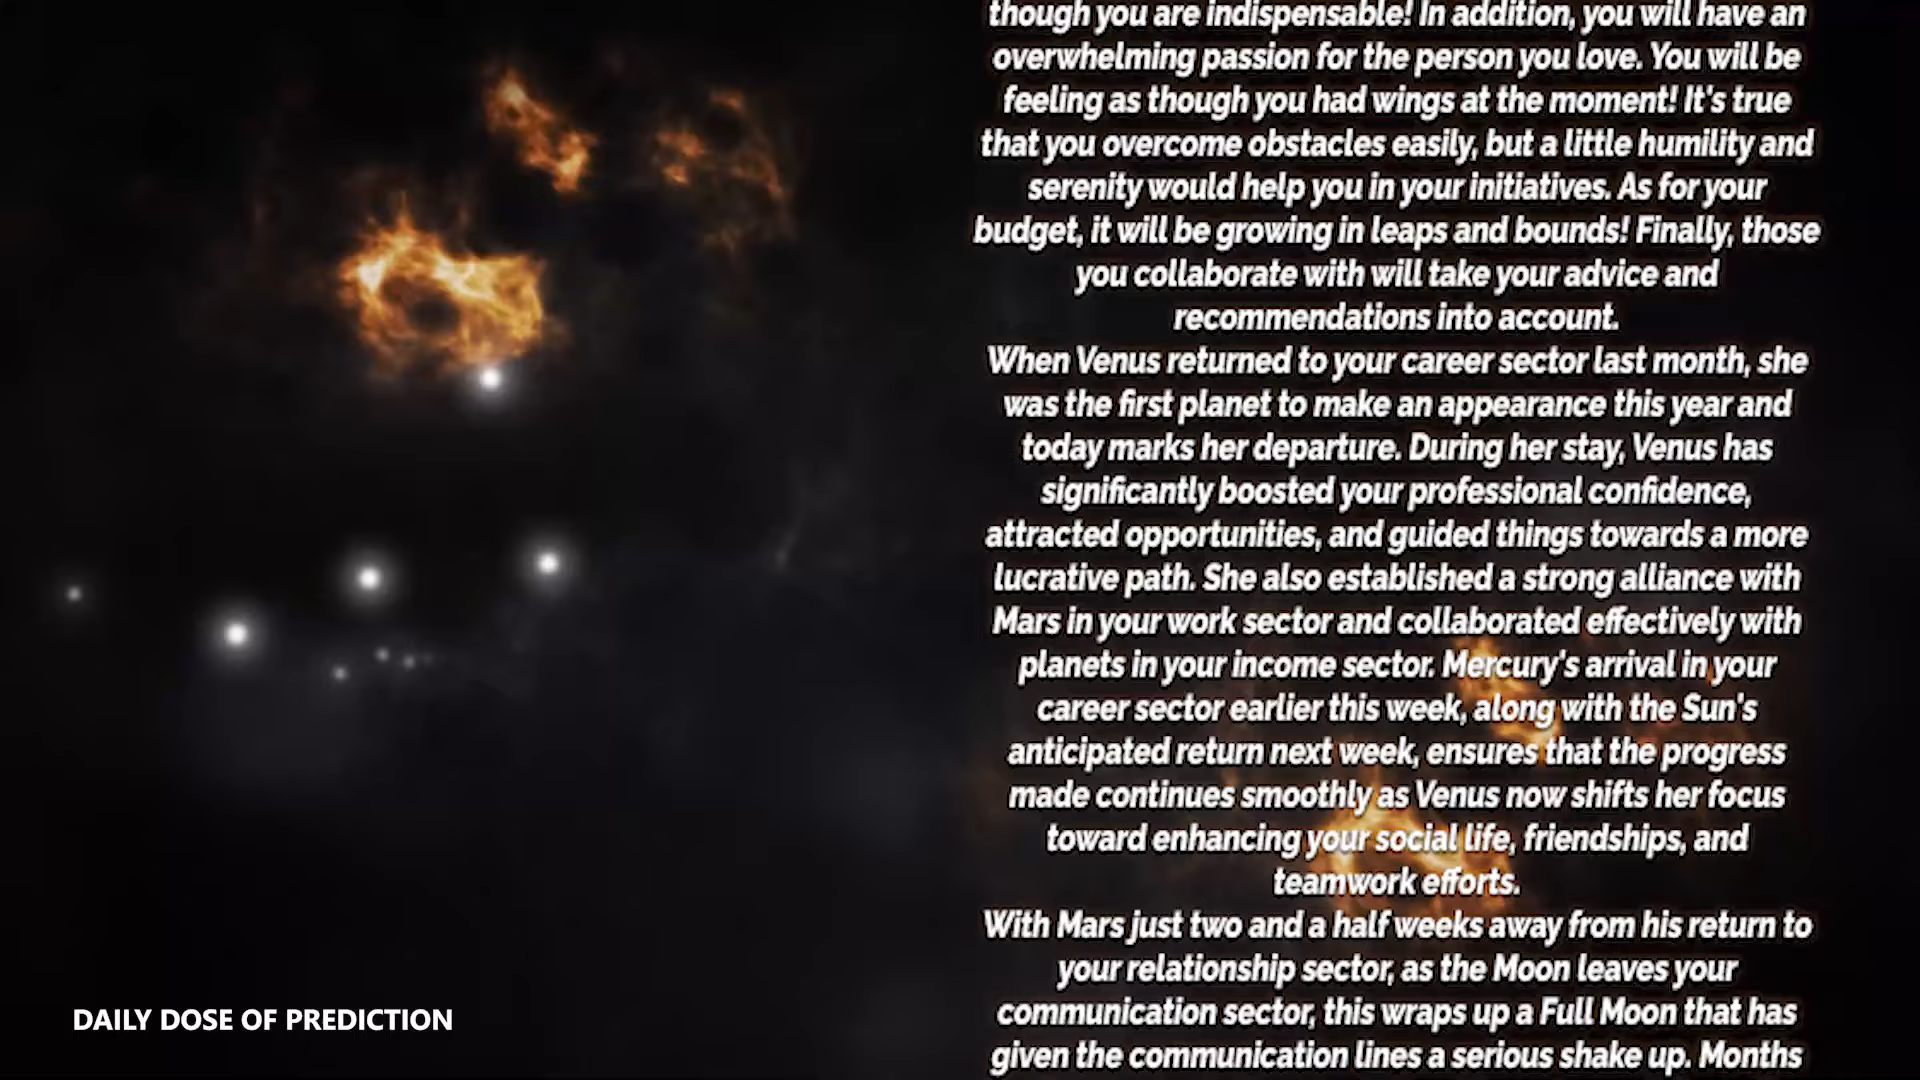 though you are indispensable! In addition, you will have an
overwhelming passion for the person you love. You will be
feeling as though you had wings at the moment! It's true
that you overcome obstacles easily, but a little humility and
serenity would help you in your initiatives. As for your
budget, it will be growing in leaps and bounds! Finally, those
you collaborate with will take your advice and
recommendations into account.
When Venus returned to your career sector last month, she
was the first planet to make an appearance this year and
today marks her departure. During her stay, Venus has
significantly boosted your professional confidence,
attracted opportunities, and guided things towards a more
lucrative path. She also established a strong alliance with
Mars in your work sector and collaborated effectively with
planets in your income sector. Mercury's arrival in your
career sector earlier this week, along with the Sun's
anticipated return next week, ensures that the progress
made continues smoothly as Venus now shifts her focus
toward enhancing your social life, friendships, and
teamwork efforts.
With Mars just two and a half weeks away from his return to
your relationship sector, as the Moon leaves your
communication sector, this wraps up a Full Moon that has
given the communication lines a serious shake up. Months
DAILY DOSE OF PREDICTION